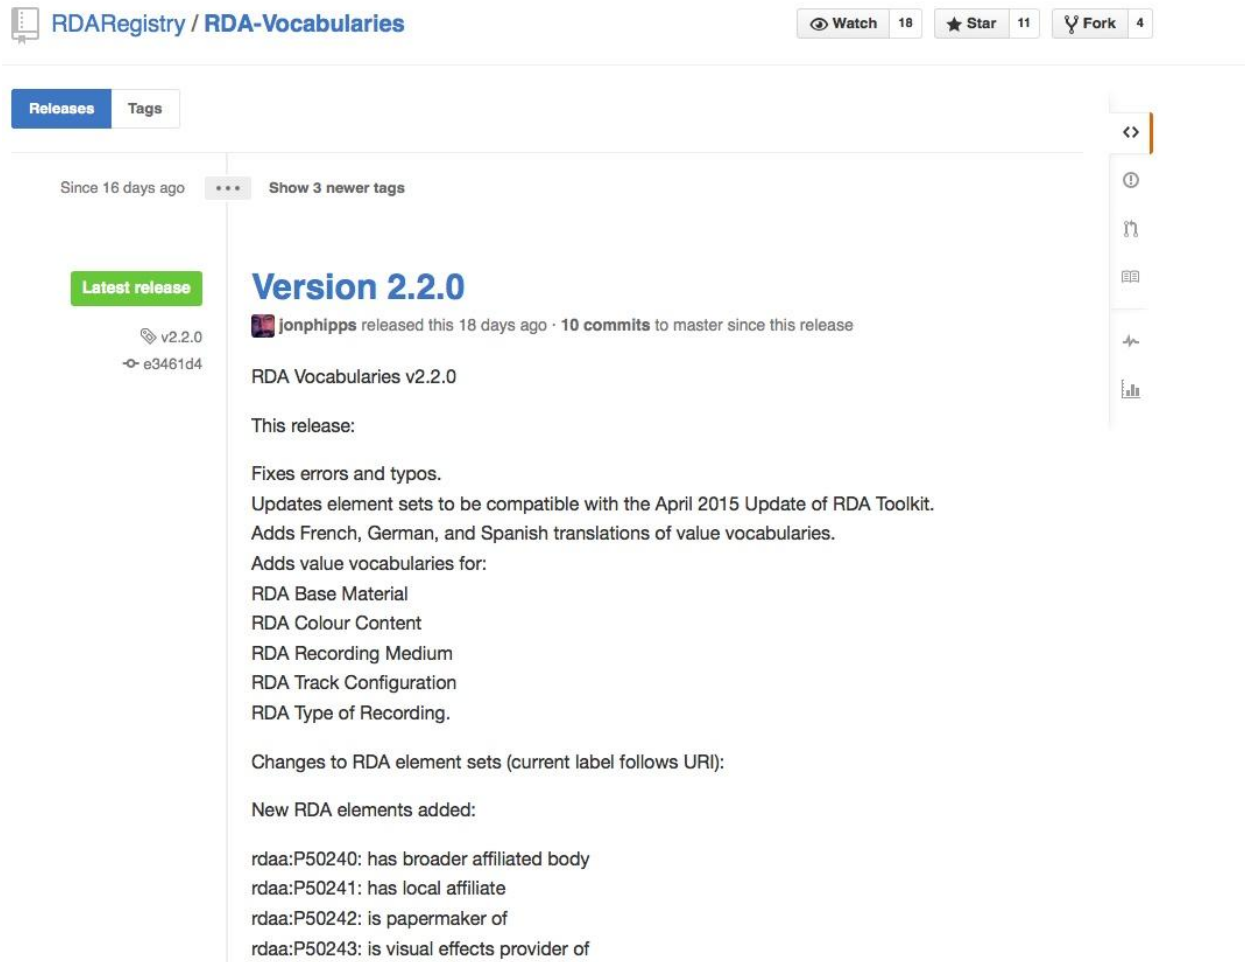 RDARegistry / RDA-Vocabularies
Watch 18 Star 11 Fork 4
Releases Tags
Since 16 days ago ••• Show 3 newer tags
Latest release
Version 2.2.0
jonphipps released this 18 days ago · 10 commits to master since this release
v2.2.0
e3461d4
RDA Vocabularies v2.2.0
This release:
Fixes errors and typos.
Updates element sets to be compatible with the April 2015 Update of RDA Toolkit.
Adds French, German, and Spanish translations of value vocabularies.
Adds value vocabularies for:
RDA Base Material
RDA Colour Content
RDA Recording Medium
RDA Track Configuration
RDA Type of Recording.
Changes to RDA element sets (current label follows URI):
New RDA elements added:
rdaa:P50240: has broader affiliated body
rdaa:P50241: has local affiliate
rdaa:P50242: is papermaker of
rdaa:P50243: is visual effects provider of